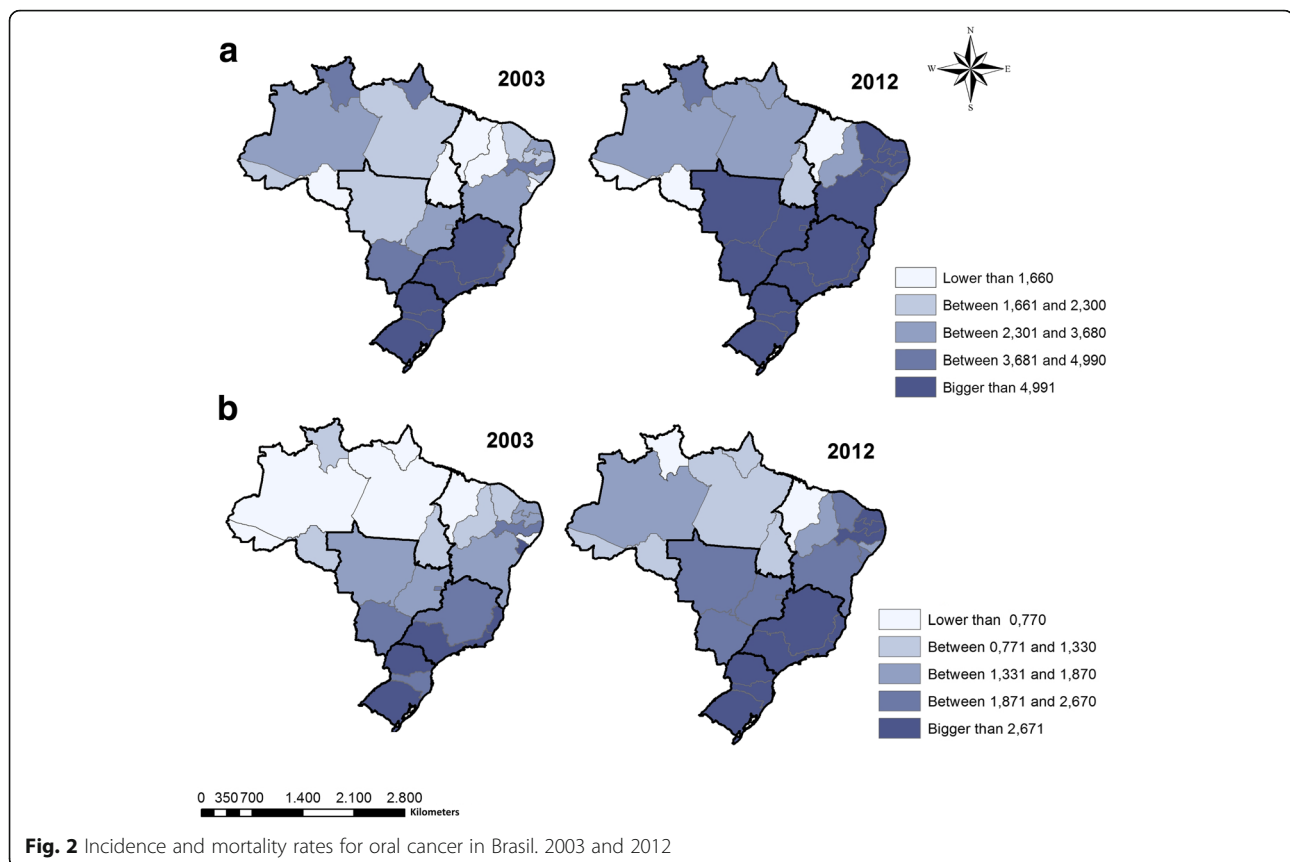 a
2003
2012
N
W E
S
Lower than 1,660
Between 1,661 and 2,300
Between 2,301 and 3,680
Between 3,681 and 4,990
Bigger than 4,991
b
2003
2012
Lower than 0,770
Between 0,771 and 1,330
Between 1,331 and 1,870
Between 1,871 and 2,670
Bigger than 2,671
0 350 700 1.400 2.100 2.800
Kilometers
Fig. 2 Incidence and mortality rates for oral cancer in Brasil. 2003 and 2012